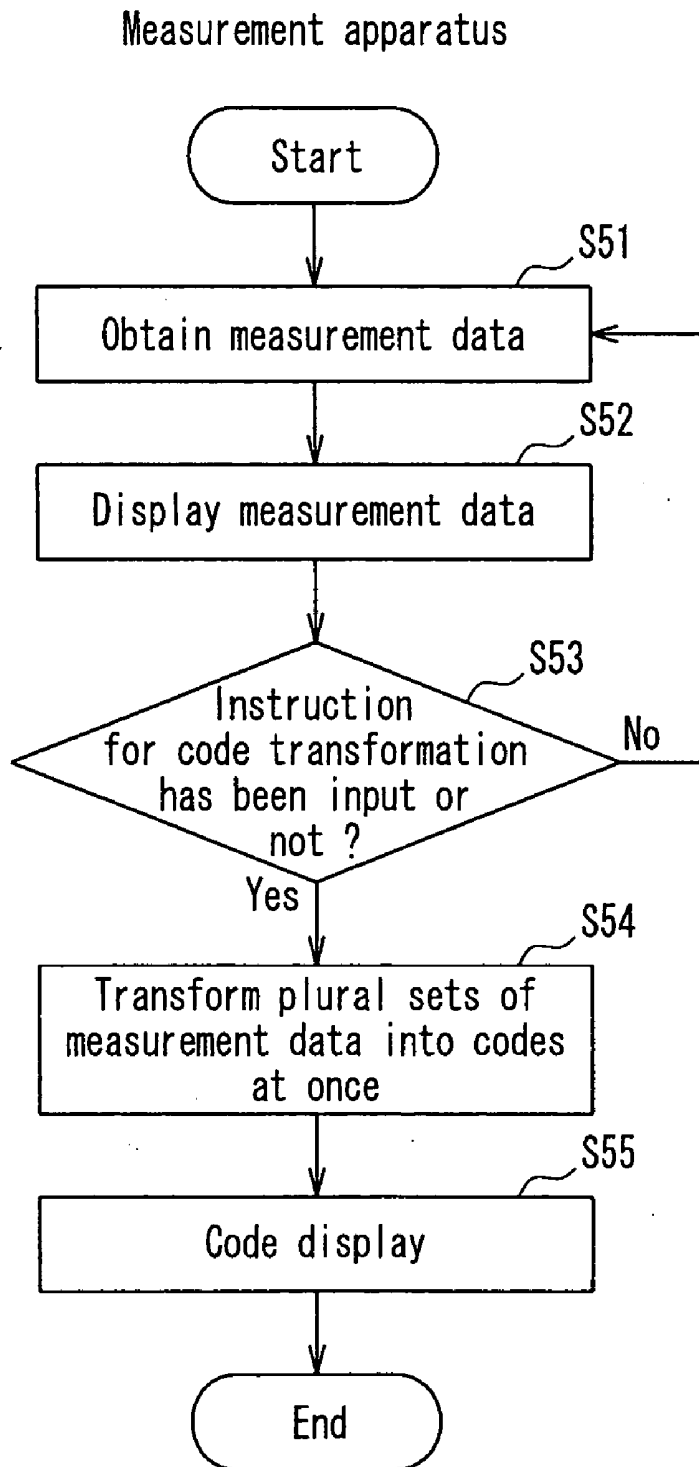 Measurement apparatus
Start
S51
Obtain measurement data
S52
Display measurement data
S53
Instruction
for code transformation
has been input or
not ?
No
Yes
S54
Transform plural sets of
measurement data into codes
at once
S55
Code display
End